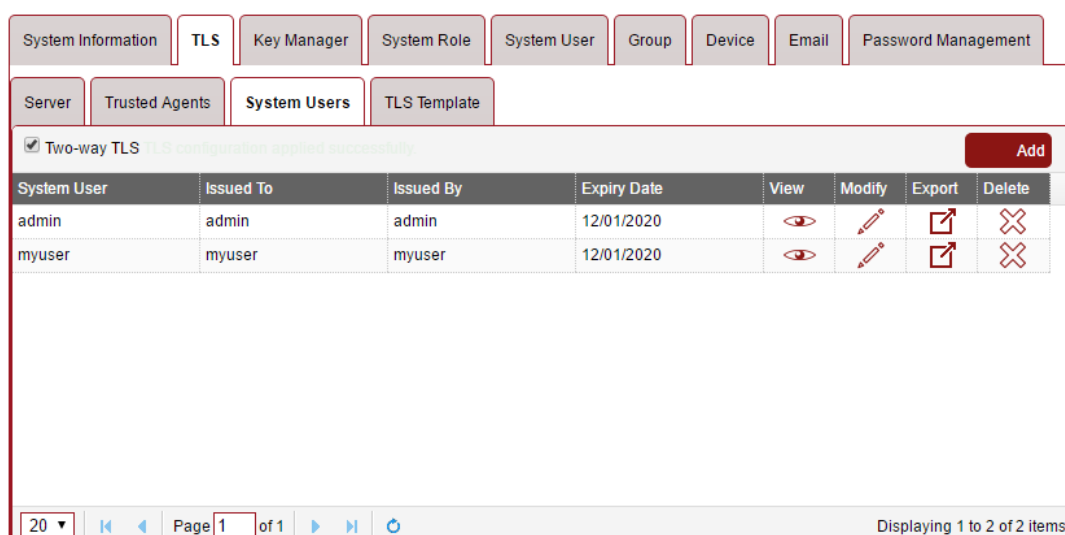 System Information TLS Key Manager System Role System User Group Device Email Password Management
Server Trusted Agents System Users TLS Template
Two-way TLS TLS configuration applied successfully. Add
System User Issued To Issued By Expiry Date View Modify Export Delete
admin admin admin 12/01/2020
myuser myuser myuser 12/01/2020
20 Page 1 of 1 Displaying 1 to 2 of 2 items